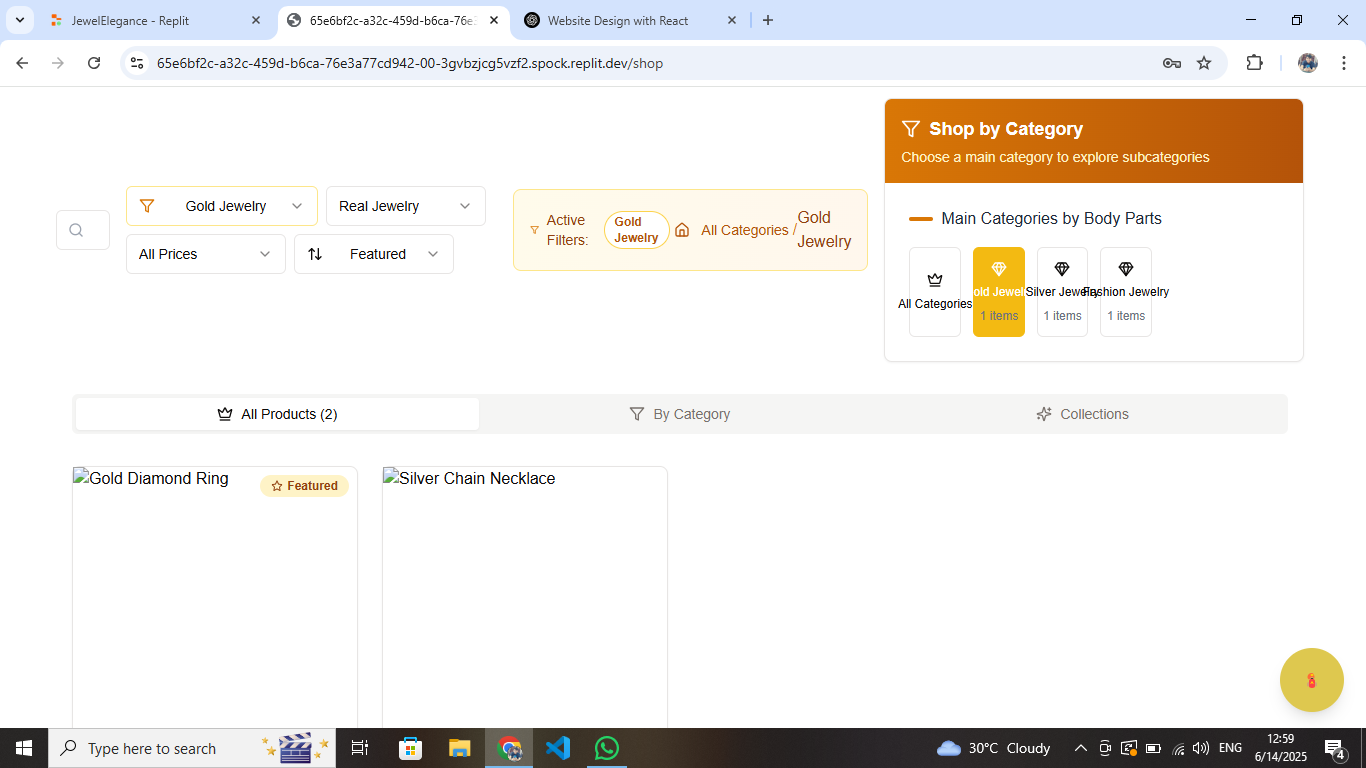 JewelElegance - Replit
65e6bf2c-a32c-459d-b6ca-76e3
Website Design with React
65e6bf2c-a32c-459d-b6ca-76e3a77cd942-00-3gvbzjcg5vzf2.spock.replit.dev/shop
Shop by Category
Choose a main category to explore subcategories
Gold Jewelry
Real Jewelry
All Prices
Featured
Active
Filters:
Gold
Jewelry
All Categories /
Gold
Jewelry
Main Categories by Body Parts
All Categories
old Jewel
1 items
Silver Jewelry
1 items
Fashion Jewelry
1 items
All Products (2)
By Category
Collections
Gold Diamond Ring
Featured
Silver Chain Necklace
Type here to search
30°C Cloudy
ENG
12:59
6/14/2025
4